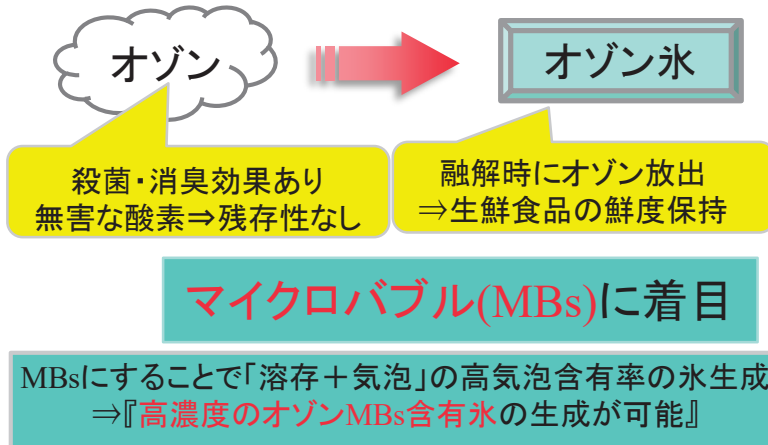 オゾン
オゾン氷
殺菌・消臭効果あり
無害な酸素⇒残存性なし
融解時にオゾン放出
⇒生鮮食品の鮮度保持
マイクロバブル(MBs)に着目
MBsにすることで「溶存＋気泡」の高気泡含有率の氷生成
⇒『高濃度のオゾンMBs含有氷の生成が可能』